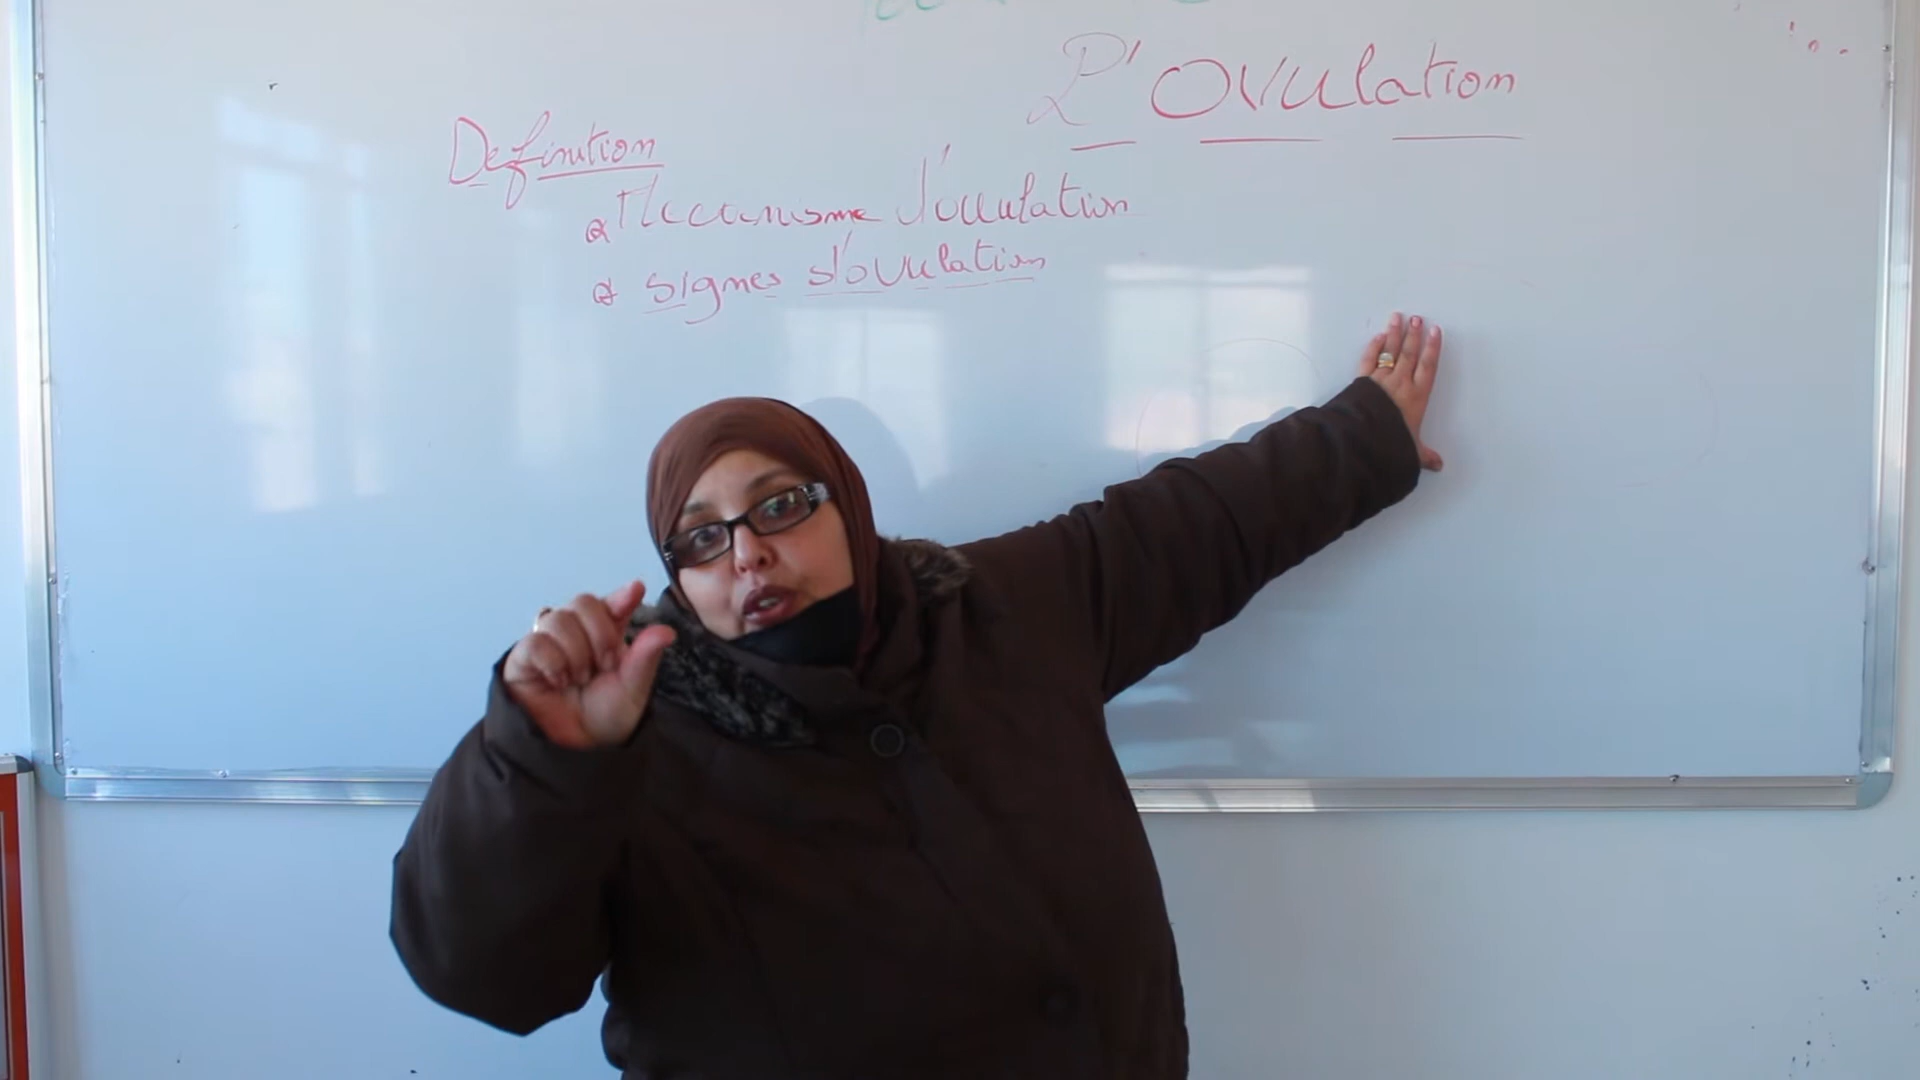 L'Ovulation
Definition
Mecanisme d'ovulation
signes d'ovulation